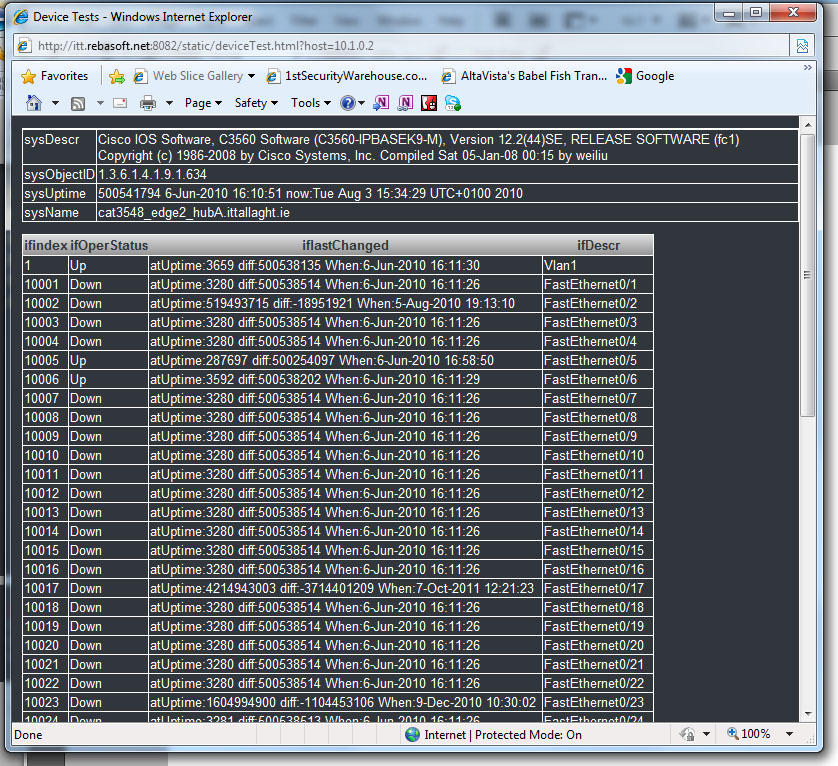 Device Tests - Windows Internet Explorer
http://itt.rebasoft.net:8082/static/deviceTest.html?host=10.1.0.2
Favorites Web Slice Gallery 1stSecurityWarehouse.co... AltaVista's Babel Fish Tran... Google
Page Safety Tools
sysDescr Cisco IOS Software, C3560 Software (C3560-IPBASEK9-M), Version 12.2(44)SE, RELEASE SOFTWARE (fc1)
Copyright (c) 1986-2008 by Cisco Systems, Inc. Compiled Sat 05-Jan-08 00:15 by weiliu
sysObjectID 1.3.6.1.4.1.9.1.634
sysUptime 500541794 6-Jun-2010 16:10:51 now:Tue Aug 3 15:34:29 UTC+0100 2010
sysName cat3548_edge2_hubA.ittallaght.ie
ifindex ifOperStatus iflastChanged ifDescr
1 Up atUptime:3659 diff:500538135 When:6-Jun-2010 16:11:30 Vlan1
10001 Down atUptime:3280 diff:500538514 When:6-Jun-2010 16:11:26 FastEthernet0/1
10002 Down atUptime:519493715 diff:-18951921 When:5-Aug-2010 19:13:10 FastEthernet0/2
10003 Down atUptime:3280 diff:500538514 When:6-Jun-2010 16:11:26 FastEthernet0/3
10004 Down atUptime:3280 diff:500538514 When:6-Jun-2010 16:11:26 FastEthernet0/4
10005 Up atUptime:287697 diff:500254097 When:6-Jun-2010 16:58:50 FastEthernet0/5
10006 Up atUptime:3592 diff:500538202 When:6-Jun-2010 16:11:29 FastEthernet0/6
10007 Down atUptime:3280 diff:500538514 When:6-Jun-2010 16:11:26 FastEthernet0/7
10008 Down atUptime:3280 diff:500538514 When:6-Jun-2010 16:11:26 FastEthernet0/8
10009 Down atUptime:3280 diff:500538514 When:6-Jun-2010 16:11:26 FastEthernet0/9
10010 Down atUptime:3280 diff:500538514 When:6-Jun-2010 16:11:26 FastEthernet0/10
10011 Down atUptime:3280 diff:500538514 When:6-Jun-2010 16:11:26 FastEthernet0/11
10012 Down atUptime:3280 diff:500538514 When:6-Jun-2010 16:11:26 FastEthernet0/12
10013 Down atUptime:3280 diff:500538514 When:6-Jun-2010 16:11:26 FastEthernet0/13
10014 Down atUptime:3280 diff:500538514 When:6-Jun-2010 16:11:26 FastEthernet0/14
10015 Down atUptime:3280 diff:500538514 When:6-Jun-2010 16:11:26 FastEthernet0/15
10016 Down atUptime:3280 diff:500538514 When:6-Jun-2010 16:11:26 FastEthernet0/16
10017 Down atUptime:4214943003 diff:-3714401209 When:7-Oct-2011 12:21:23 FastEthernet0/17
10018 Down atUptime:3280 diff:500538514 When:6-Jun-2010 16:11:26 FastEthernet0/18
10019 Down atUptime:3280 diff:500538514 When:6-Jun-2010 16:11:26 FastEthernet0/19
10020 Down atUptime:3280 diff:500538514 When:6-Jun-2010 16:11:26 FastEthernet0/20
10021 Down atUptime:3280 diff:500538514 When:6-Jun-2010 16:11:26 FastEthernet0/21
10022 Down atUptime:3280 diff:500538514 When:6-Jun-2010 16:11:26 FastEthernet0/22
10023 Down atUptime:1604994900 diff:-1104453106 When:9-Dec-2010 10:30:02 FastEthernet0/23
10024 Down atUptime:3281 diff:500538513 When:6-Jun-2010 16:11:26 FastEthernet0/24
Done Internet | Protected Mode: On 100%